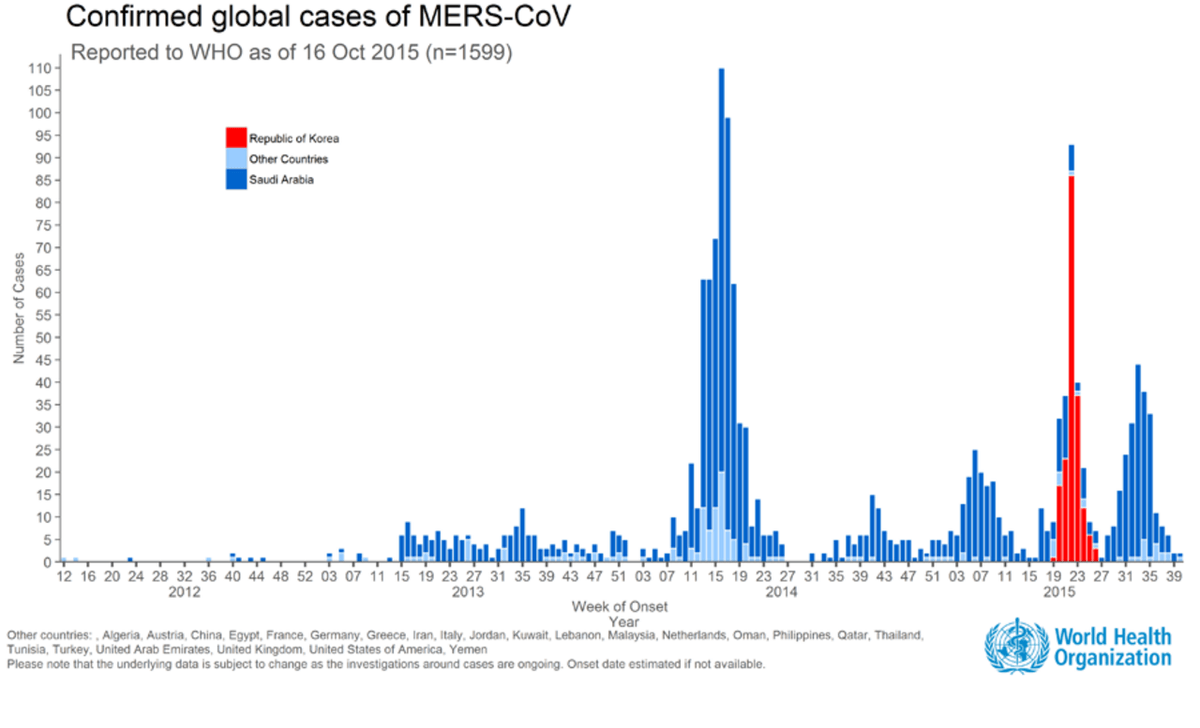 Confirmed global cases of MERS-CoV
Reported to WHO as of 16 Oct 2015 (n=1599)
110
105
100
95
90
85
80
75
70
65
60
55
50
45
40
35
30
25
20
15
10
5
0
Number of Cases
Republic of Korea
Other Countries
Saudi Arabia
12 16 20 24 28 32 36 40 44 48 52 03 07 11 15 19 23 27 31 35 39 43 47 51 03 07 11 15 19 23 27 31 35 39 43 47 51 03 07 11 15 19 23 27 31 35 39
2012 2013 2014 2015
Week of Onset
Year
Other countries: , Algeria, Austria, China, Egypt, France, Germany, Greece, Iran, Italy, Jordan, Kuwait, Lebanon, Malaysia, Netherlands, Oman, Philippines, Qatar, Thailand,
Tunisia, Turkey, United Arab Emirates, United Kingdom, United States of America, Yemen
Please note that the underlying data is subject to change as the investigations around cases are ongoing. Onset date estimated if not available.
World Health
Organization